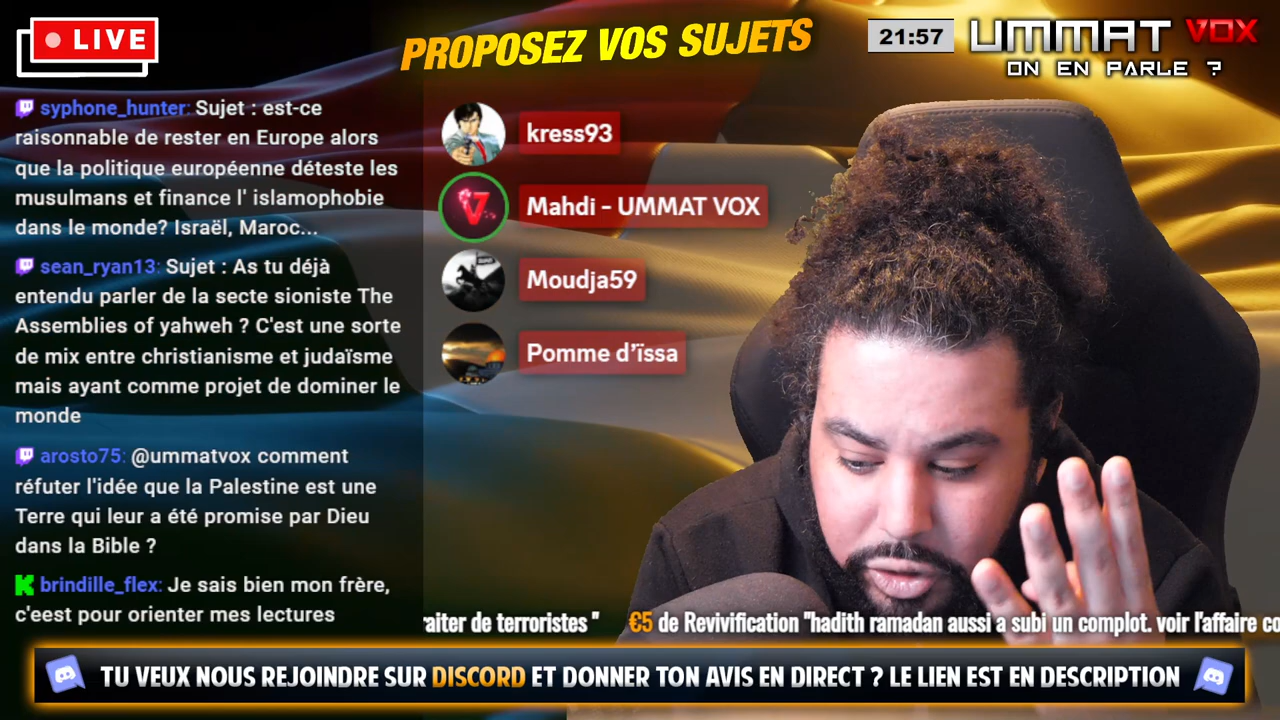 LIVE
PROPOSEZ VOS SUJETS
21:57
UMMAT VOX
ON EN PARLE ?
syphone_hunter: Sujet : est-ce
raisonnable de rester en Europe alors
que la politique européenne déteste les
musulmans et finance l' islamophobie
dans le monde? Israël, Maroc...
sean_ryan13: Sujet : As tu déjà
entendu parler de la secte sioniste The
Assemblies of yahweh ? C'est une sorte
de mix entre christianisme et judaïsme
mais ayant comme projet de dominer le
monde
arosto75: @ummatvox comment
réfuter l'idée que la Palestine est une
Terre qui leur a été promise par Dieu
dans la Bible ?
brindille_flex: Je sais bien mon frère,
c'eest pour orienter mes lectures
kress93
Mahdi - UMMAT VOX
Moudja59
Pomme d'ïssa
raiter de terroristes " €5 de Revivification "hadith ramadan aussi a subi un complot. voir l'affaire co
TU VEUX NOUS REJOINDRE SUR DISCORD ET DONNER TON AVIS EN DIRECT ? LE LIEN EST EN DESCRIPTION